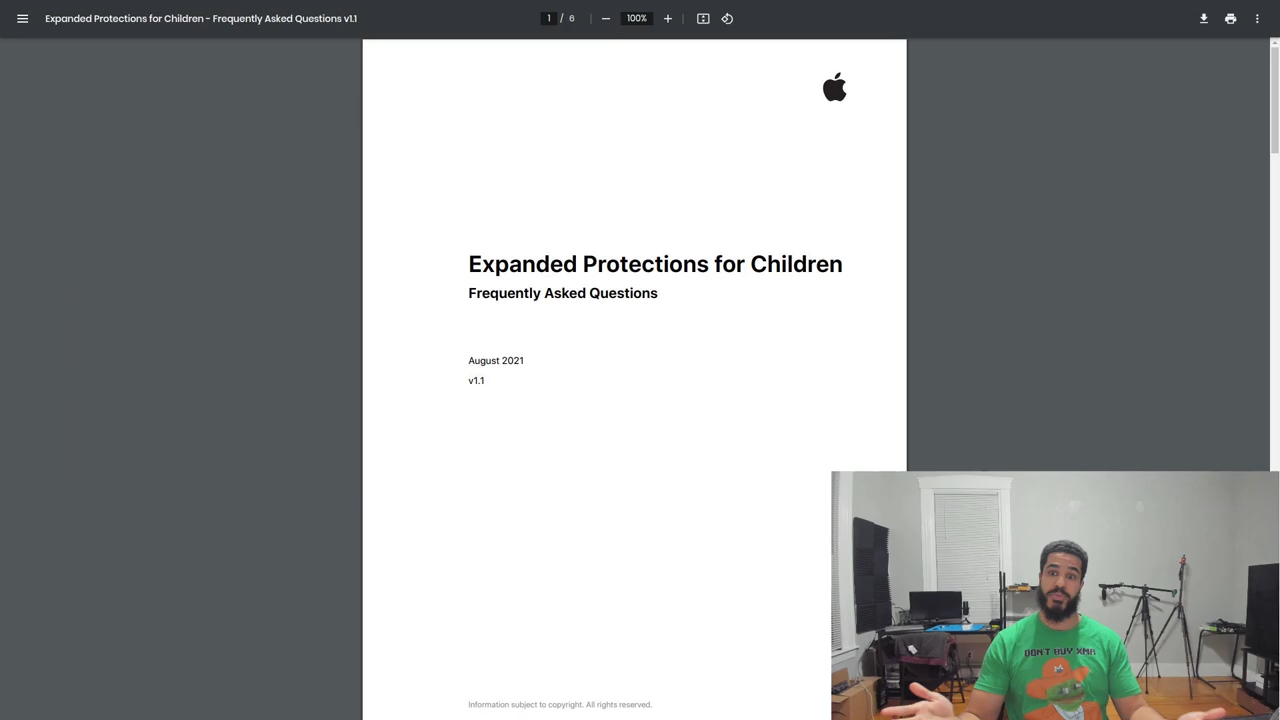 Expanded Protections for Children - Frequently Asked Questions v1.1
1 / 6
100%
Expanded Protections for Children
Frequently Asked Questions
August 2021
v1.1
Information subject to copyright. All rights reserved.
DON'T BUY XMR